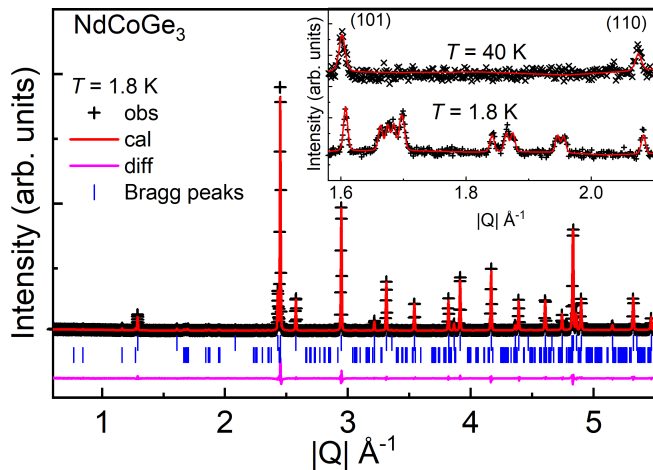 NdCoGe₃
T = 1.8 K
obs
cal
diff
Bragg peaks
Intensity (arb. units)
1 2 3 4 5
|Q| Å⁻¹
(101) (110)
T = 40 K
T = 1.8 K
Intensity (arb. units)
1.6 1.8 2.0
|Q| Å⁻¹